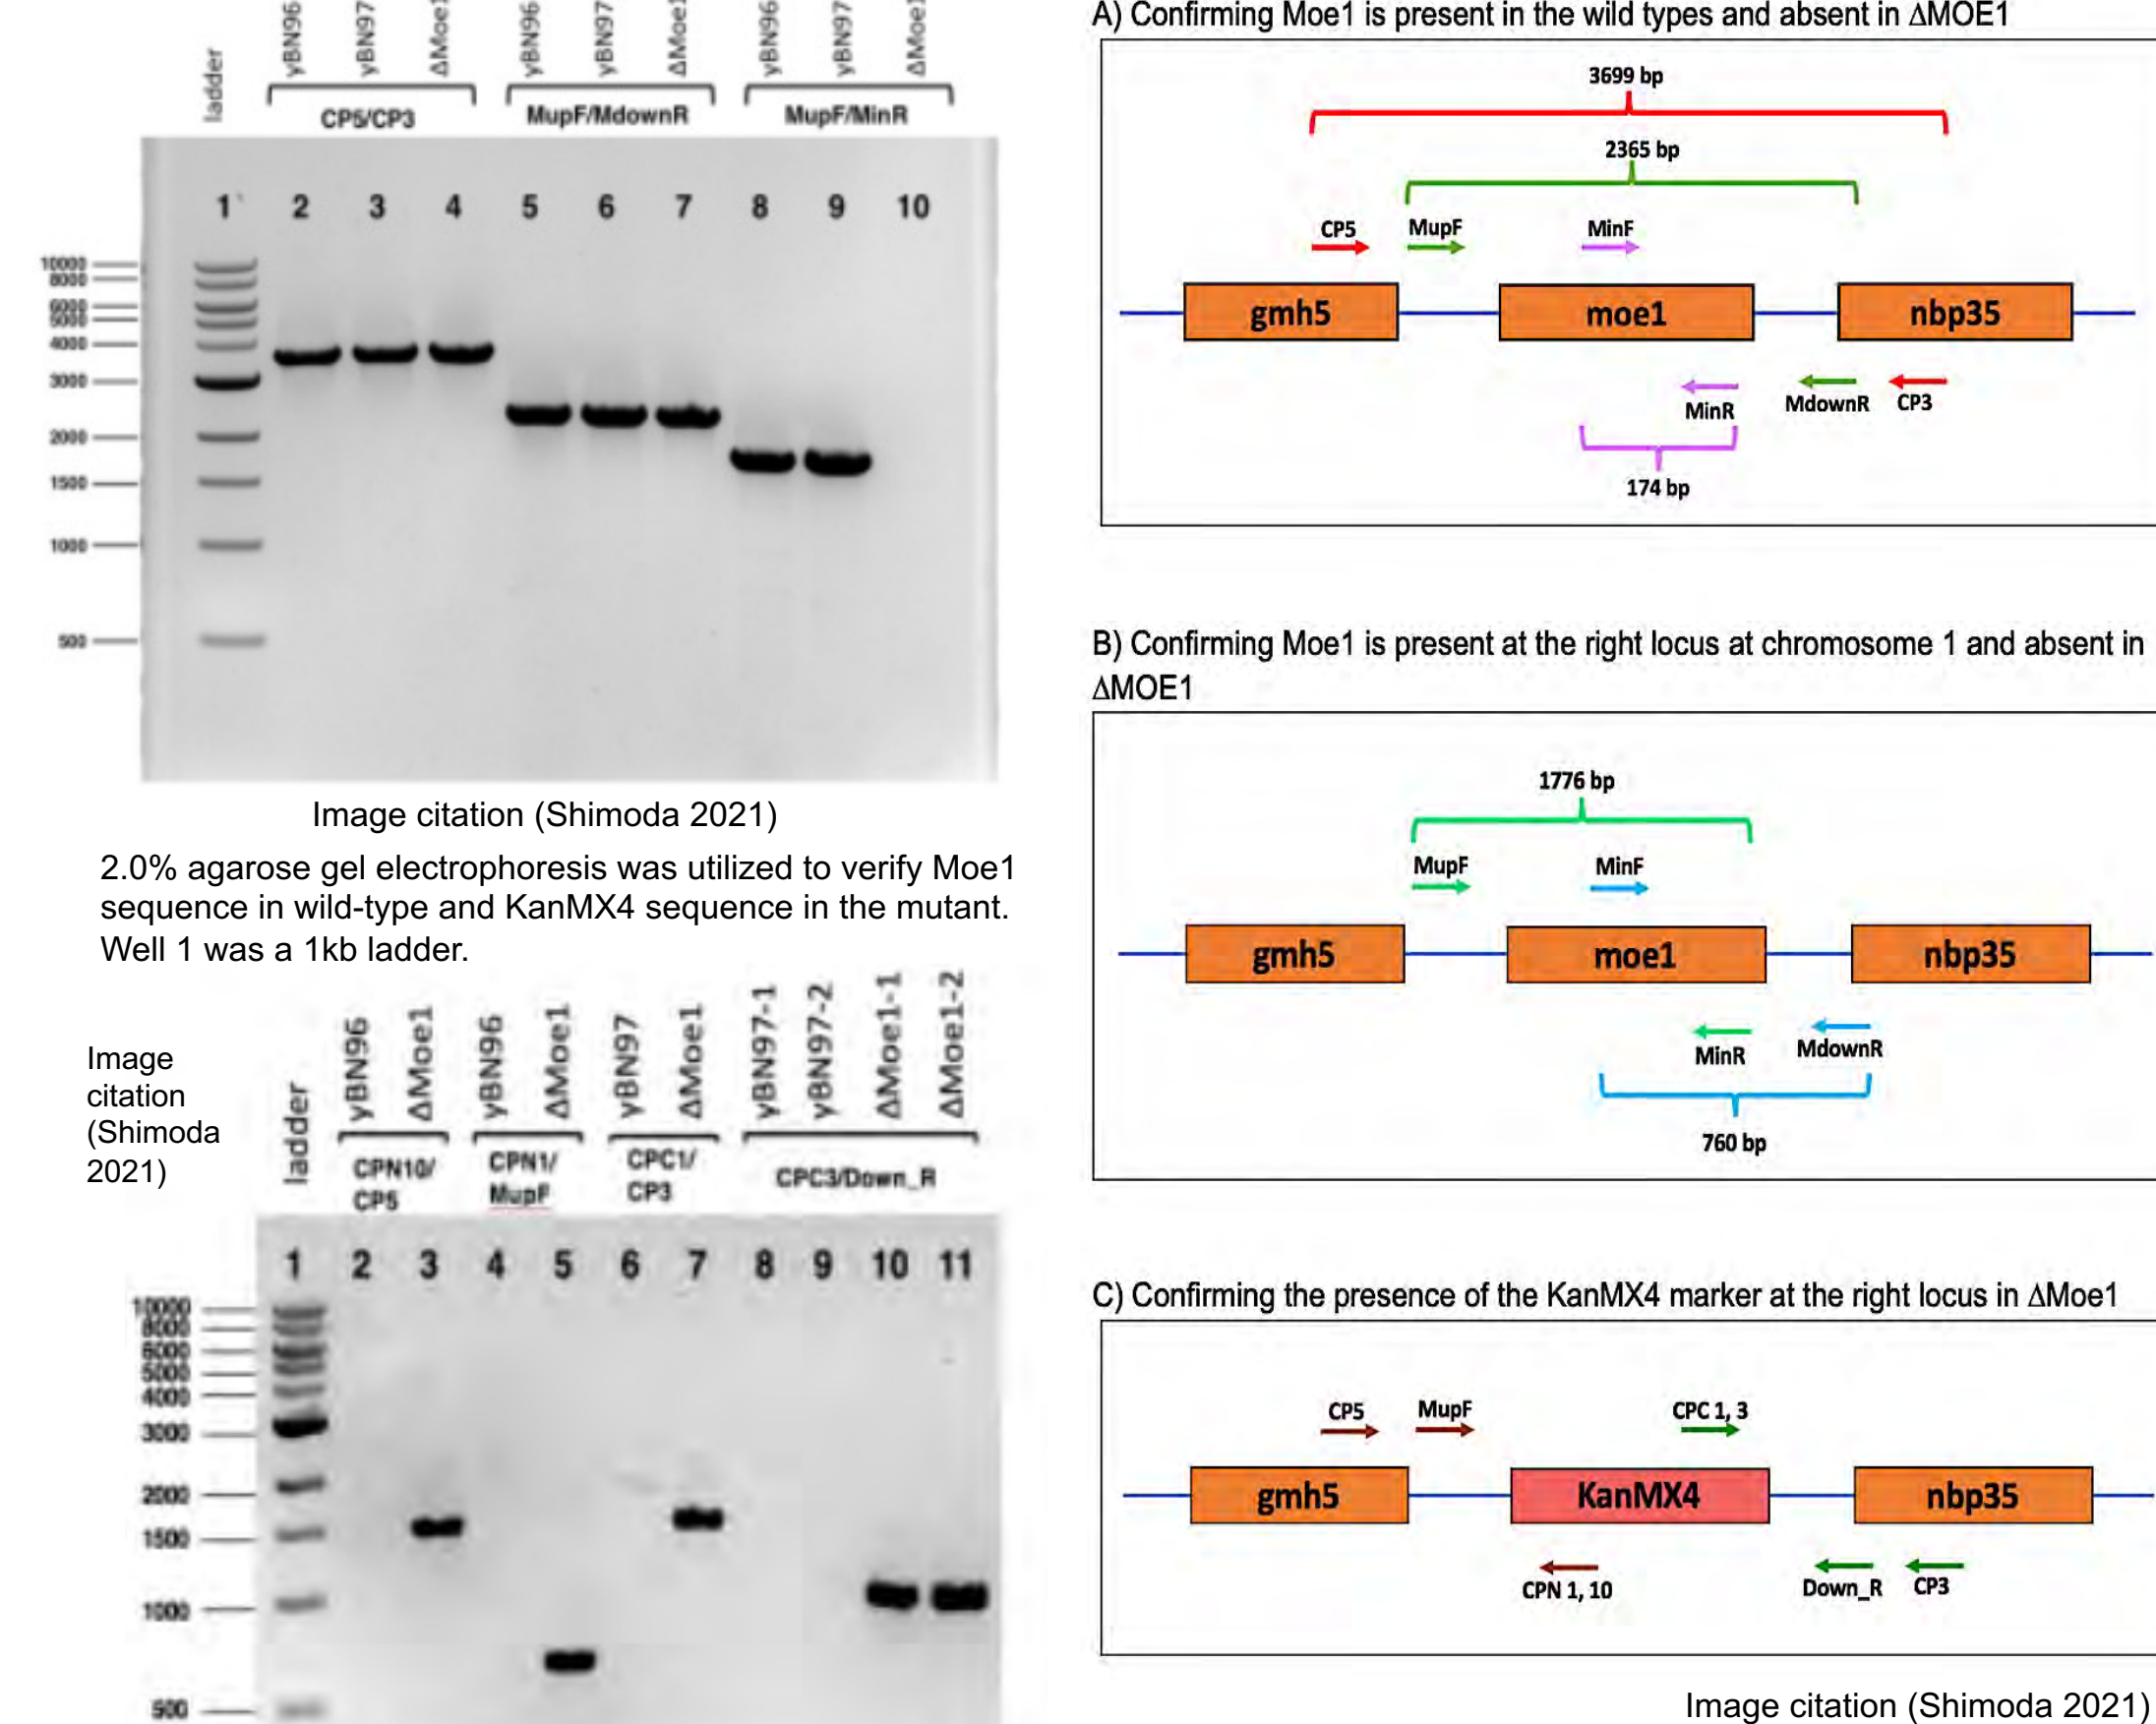 ladder
yBN96
yBN97
ΔMoe1
yBN96
yBN97
ΔMoe1
yBN96
yBN97
ΔMoe1
CP5/CP3
MupF/MdownR
MupF/MinR
1 2 3 4 5 6 7 8 9 10
10000
8000
6000
5000
4000
3000
2000
1500
1000
500
Image citation (Shimoda 2021)
2.0% agarose gel electrophoresis was utilized to verify Moe1
sequence in wild-type and KanMX4 sequence in the mutant.
Well 1 was a 1kb ladder.
Image
citation
(Shimoda
2021)
ladder
yBN96
ΔMoe1
yBN96
ΔMoe1
yBN97
ΔMoe1
yBN97-1
yBN97-2
ΔMoe1-1
ΔMoe1-2
CPN10/
CP5
CPN1/
MupF
CPC1/
CP3
CPC3/Down_R
1 2 3 4 5 6 7 8 9 10 11
10000
8000
6000
5000
4000
3000
2000
1500
1000
500
A) Confirming Moe1 is present in the wild types and absent in ΔMOE1
3699 bp
2365 bp
CP5 MupF MinF
gmh5 moe1 nbp35
MinR MdownR CP3
174 bp
B) Confirming Moe1 is present at the right locus at chromosome 1 and absent in
ΔMOE1
1776 bp
MupF MinF
gmh5 moe1 nbp35
MinR MdownR
760 bp
C) Confirming the presence of the KanMX4 marker at the right locus in ΔMoe1
CP5 MupF CPC 1, 3
gmh5 KanMX4 nbp35
CPN 1, 10 Down_R CP3
Image citation (Shimoda 2021)